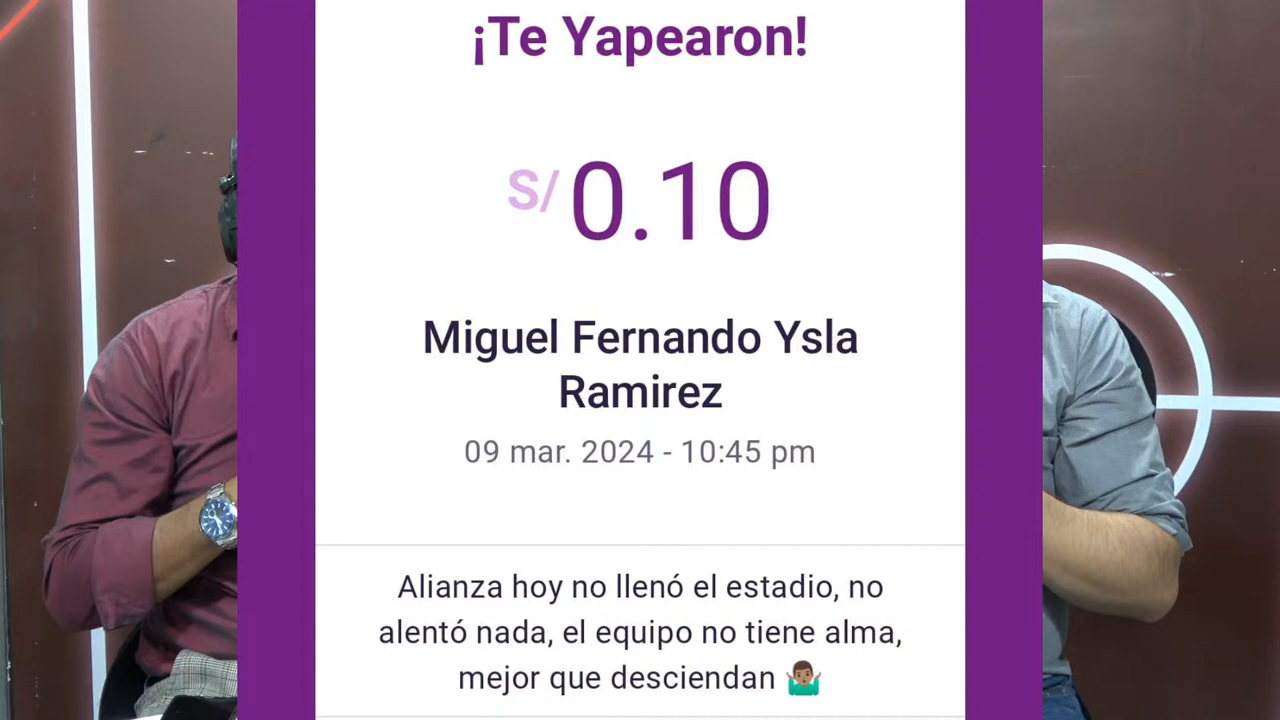 ¡Te Yapearon!
S/ 0.10
Miguel Fernando Ysla
Ramirez
09 mar. 2024 - 10:45 pm
Alianza hoy no llenó el estadio, no
alentó nada, el equipo no tiene alma,
mejor que desciendan 🤷🏽‍♂️